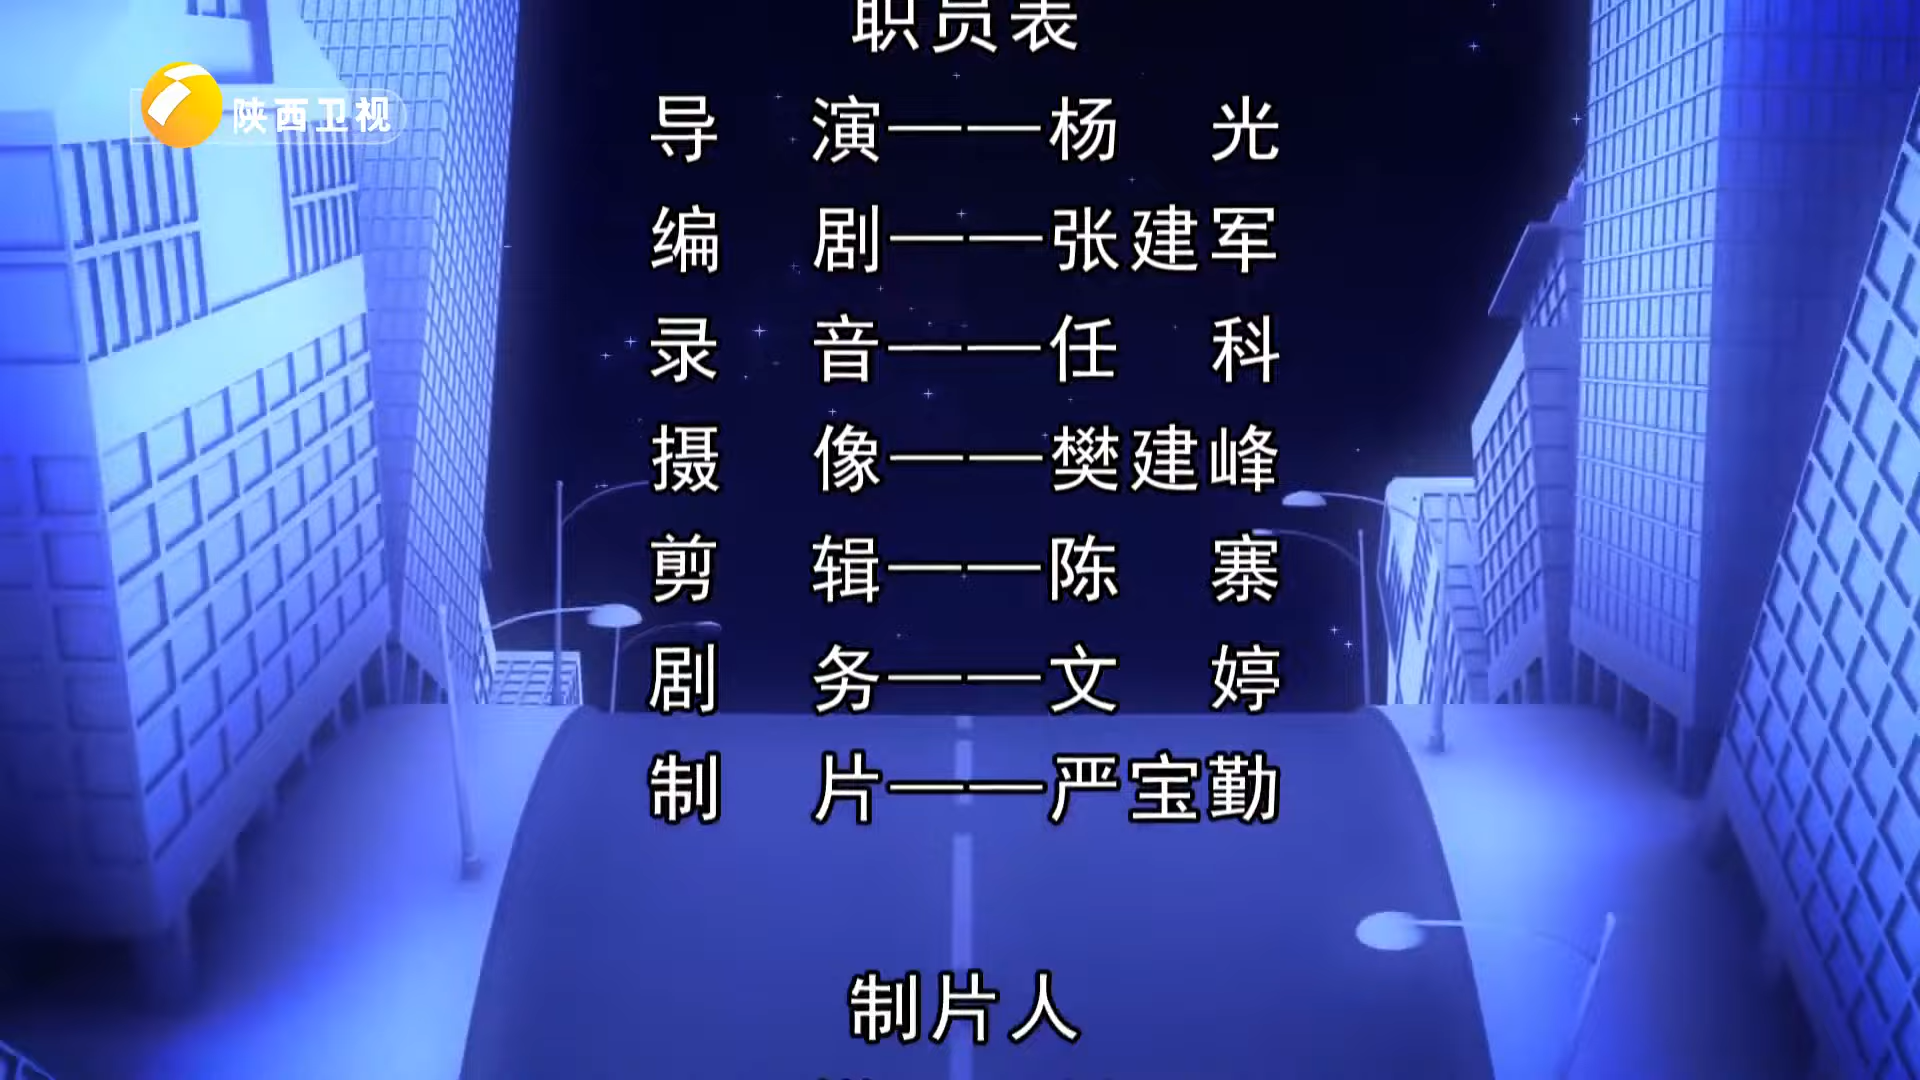 职员表
陕西卫视
导 演——杨 光
编 剧——张建军
录 音——任 科
摄 像——樊建峰
剪 辑——陈 寨
剧 务——文 婷
制 片——严宝勤
制片人